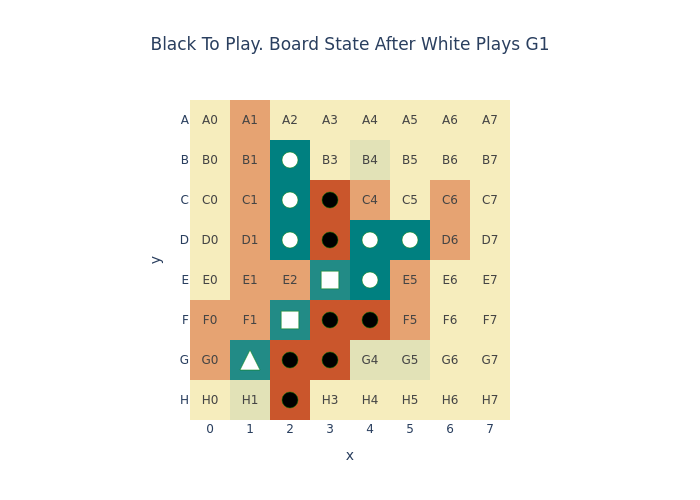 Black To Play. Board State After White Plays G1
A A0 A1 A2 A3 A4 A5 A6 A7
B B0 B1 B3 B4 B5 B6 B7
C C0 C1 C4 C5 C6 C7
D D0 D1 D6 D7
E E0 E1 E2 E5 E6 E7
F F0 F1 F5 F6 F7
G G0 G4 G5 G6 G7
H H0 H1 H3 H4 H5 H6 H7
0 1 2 3 4 5 6 7
x
y